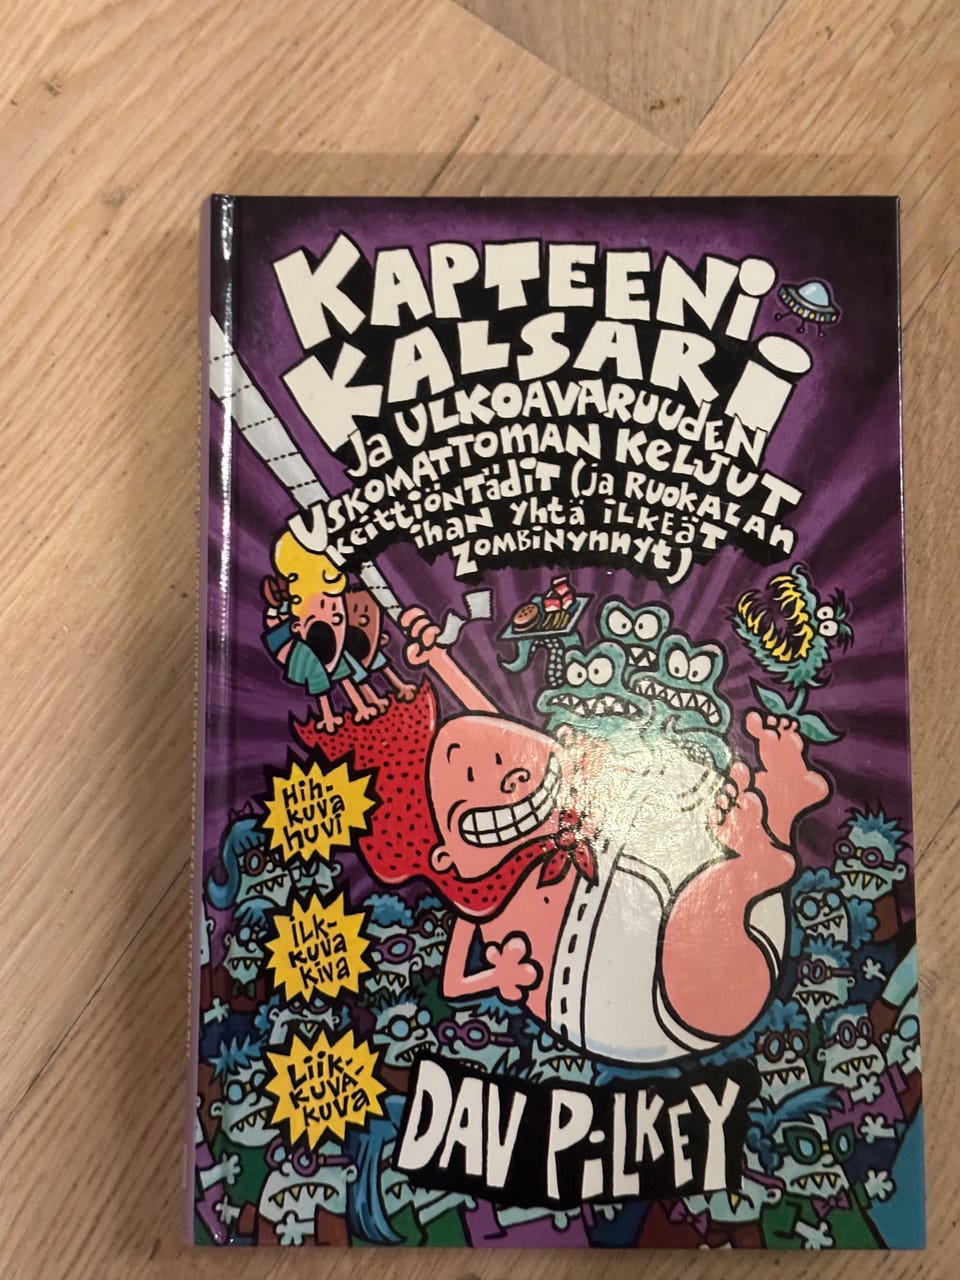 KAPTEENI
KALSARI
Ja ULKOAVARUUDEN
USKOMATTOMAN KELJUT
KEITTIÖNTÄDIT (ja RUOKALAN
ihan yhtä ilkeät
ZOMBINYNNYT)
Hih-
kuva
huvi
iLK-
kuva
kiva
Liik-
kuva-
kuva
DAV PiLKEY